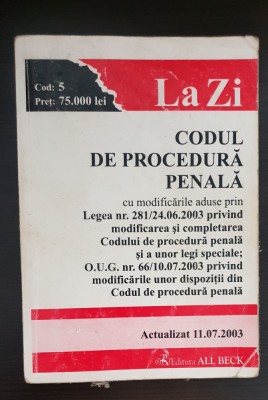 Cod: 5
Preţ: 75.000 lei
La Zi
CODUL
DE PROCEDURĂ
PENALĂ
cu modificările aduse prin
Legea nr. 281/24.06.2003 privind
modificarea şi completarea
Codului de procedură penală
şi a unor legi speciale;
O.U.G. nr. 66/10.07.2003 privind
modificările unor dispoziţii din
Codul de procedură penală
Actualizat 11.07.2003
Editura ALL BECK